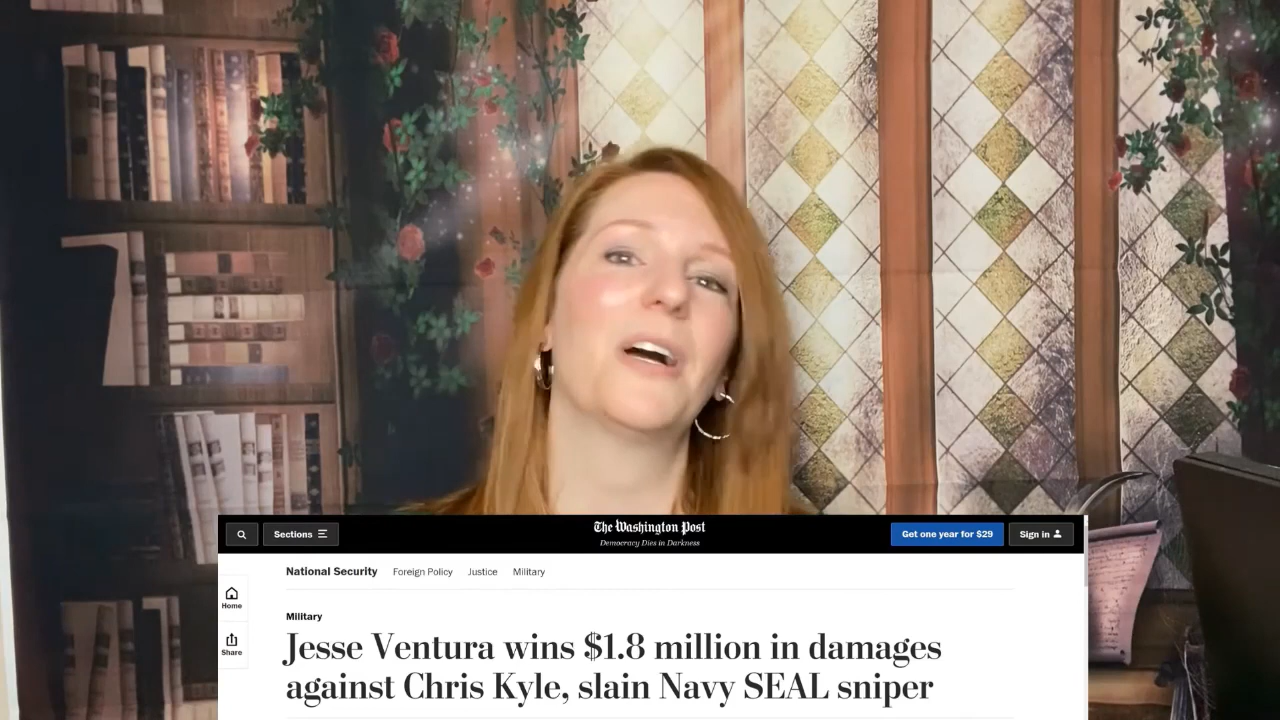 Sections
The Washington Post
Democracy Dies in Darkness
Get one year for $29
Sign in
National Security
Foreign Policy
Justice
Military
Home
Military
Share
Jesse Ventura wins $1.8 million in damages
against Chris Kyle, slain Navy SEAL sniper